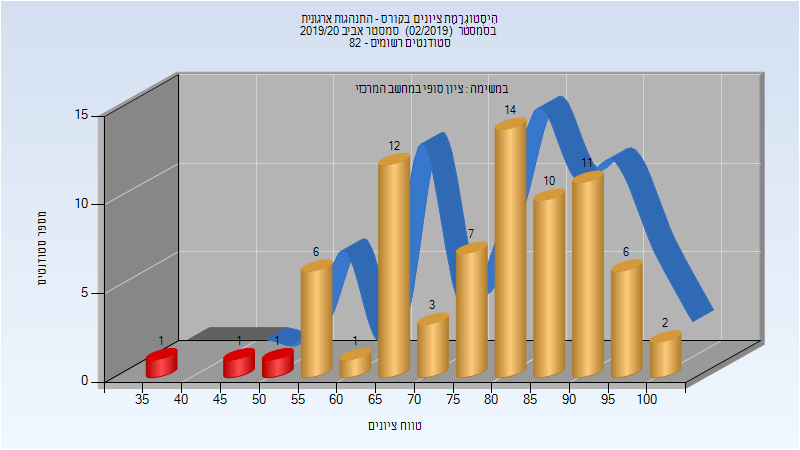 היסטוגרמת ציונים בקורס - התנהגות ארגונית
בסמסטר (02/2019) סמסטר אביב 2019/20
סטודנטים רשומים - 82
במשימה : ציון סופי במחשב המרכזי
מספר סטודנטים
15
10
5
0
1
1
1
6
1
12
3
7
14
10
11
6
2
35 40 45 50 55 60 65 70 75 80 85 90 95 100
טווח ציונים